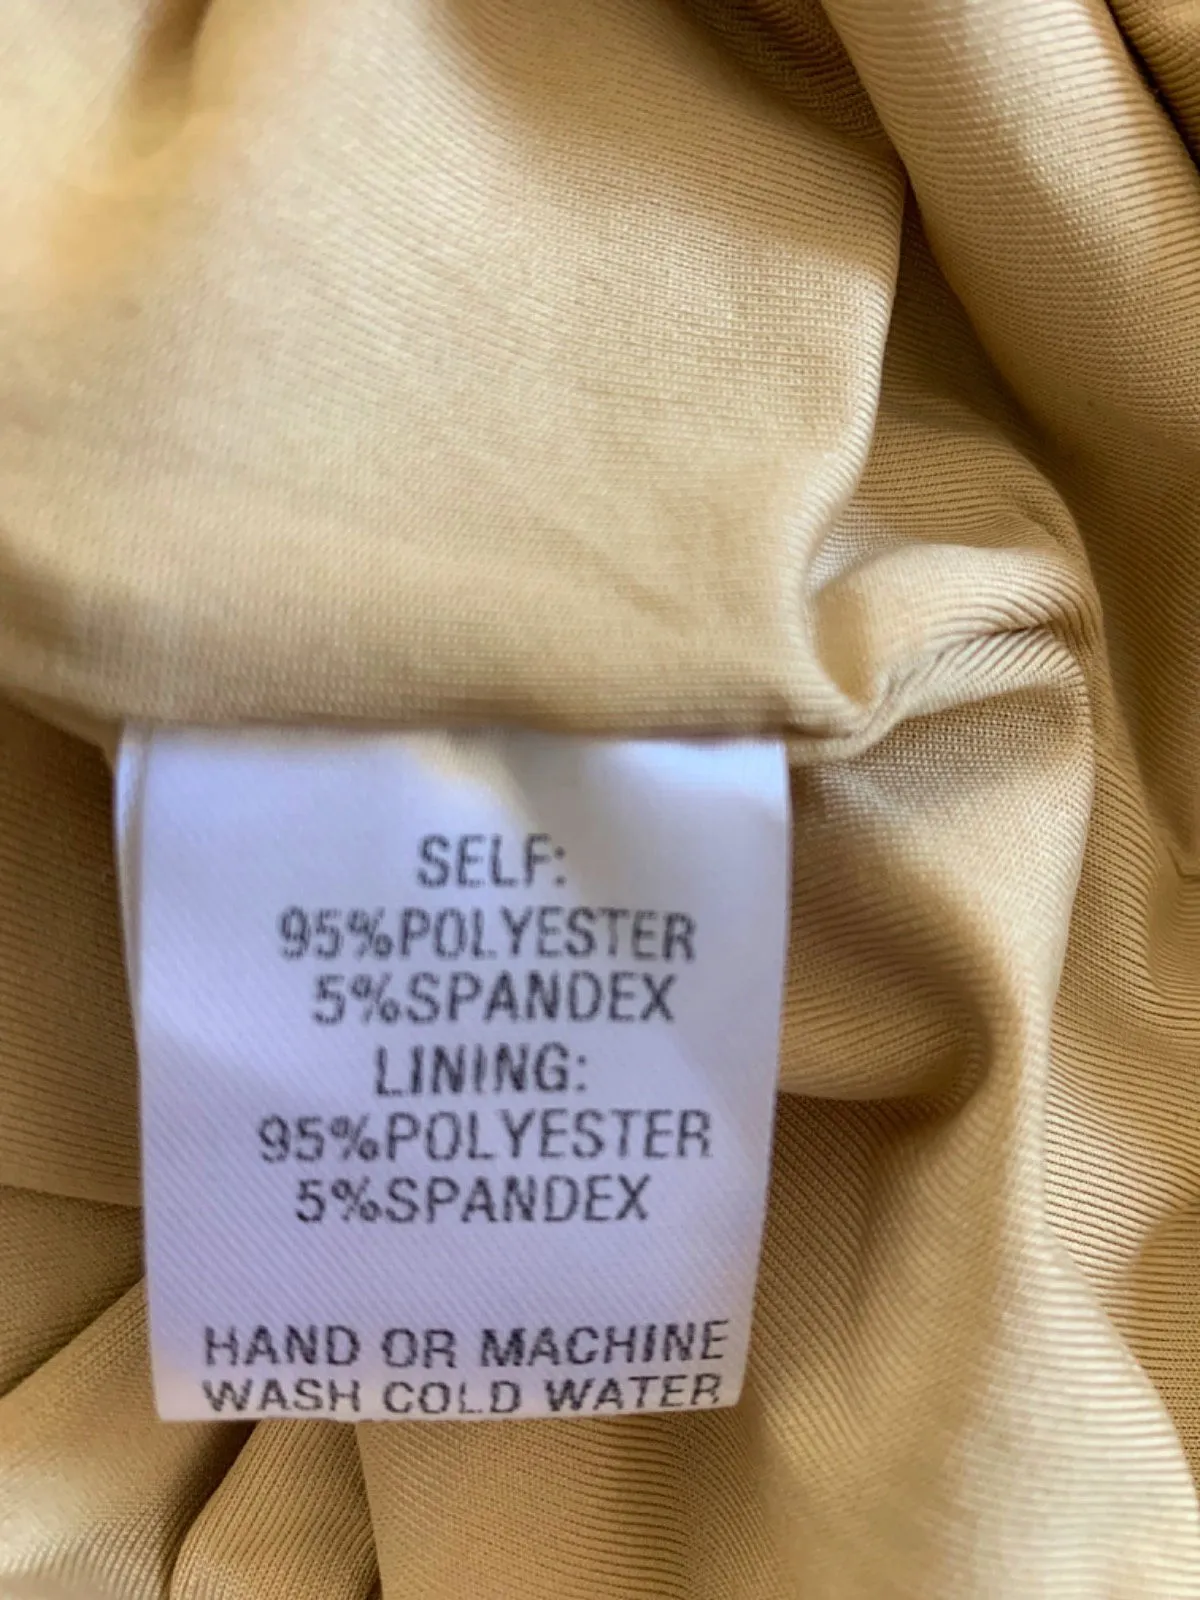 SELF:
95%POLYESTER
5%SPANDEX
LINING:
95%POLYESTER
5%SPANDEX
HAND OR MACHINE
WASH COLD WATER